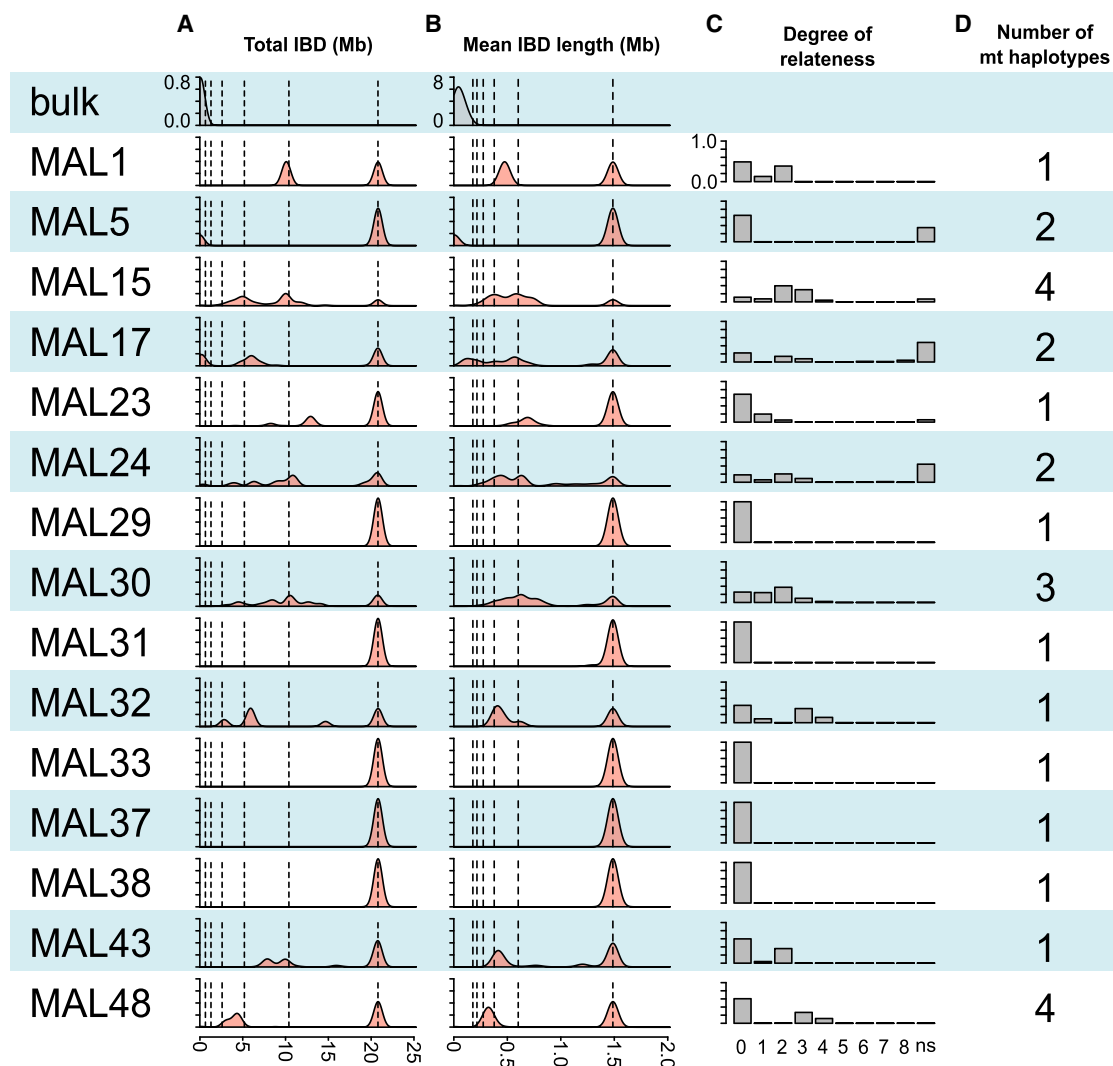 A Total IBD (Mb) B Mean IBD length (Mb) C Degree of relateness D Number of mt haplotypes
bulk 0.8 0.0 8 0
MAL1 1.0 0.0 1
MAL5 2
MAL15 4
MAL17 2
MAL23 1
MAL24 2
MAL29 1
MAL30 3
MAL31 1
MAL32 1
MAL33 1
MAL37 1
MAL38 1
MAL43 1
MAL48 4
0 5 10 15 20 25 0 0.5 1.0 1.5 2.0 0 1 2 3 4 5 6 7 8 ns